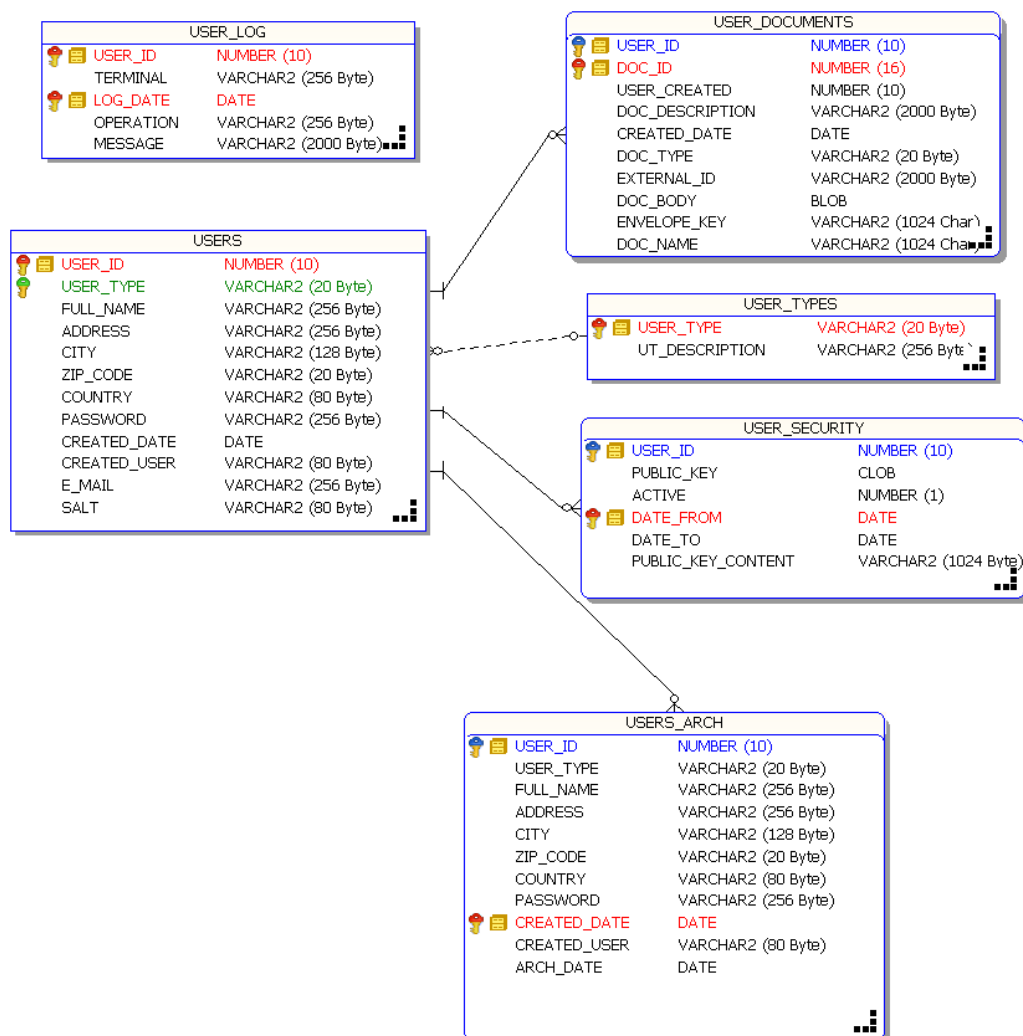 USER_LOG
USER_ID NUMBER (10)
TERMINAL VARCHAR2 (256 Byte)
LOG_DATE DATE
OPERATION VARCHAR2 (256 Byte)
MESSAGE VARCHAR2 (2000 Byte)
USER_DOCUMENTS
USER_ID NUMBER (10)
DOC_ID NUMBER (16)
USER_CREATED NUMBER (10)
DOC_DESCRIPTION VARCHAR2 (2000 Byte)
CREATED_DATE DATE
DOC_TYPE VARCHAR2 (20 Byte)
EXTERNAL_ID VARCHAR2 (2000 Byte)
DOC_BODY BLOB
ENVELOPE_KEY VARCHAR2 (1024 Char)
DOC_NAME VARCHAR2 (1024 Char)
USERS
USER_ID NUMBER (10)
USER_TYPE VARCHAR2 (20 Byte)
FULL_NAME VARCHAR2 (256 Byte)
ADDRESS VARCHAR2 (256 Byte)
CITY VARCHAR2 (128 Byte)
ZIP_CODE VARCHAR2 (20 Byte)
COUNTRY VARCHAR2 (80 Byte)
PASSWORD VARCHAR2 (256 Byte)
CREATED_DATE DATE
CREATED_USER VARCHAR2 (80 Byte)
E_MAIL VARCHAR2 (256 Byte)
SALT VARCHAR2 (80 Byte)
USER_TYPES
USER_TYPE VARCHAR2 (20 Byte)
UT_DESCRIPTION VARCHAR2 (256 Byte)
USER_SECURITY
USER_ID NUMBER (10)
PUBLIC_KEY CLOB
ACTIVE NUMBER (1)
DATE_FROM DATE
DATE_TO DATE
PUBLIC_KEY_CONTENT VARCHAR2 (1024 Byte)
USERS_ARCH
USER_ID NUMBER (10)
USER_TYPE VARCHAR2 (20 Byte)
FULL_NAME VARCHAR2 (256 Byte)
ADDRESS VARCHAR2 (256 Byte)
CITY VARCHAR2 (128 Byte)
ZIP_CODE VARCHAR2 (20 Byte)
COUNTRY VARCHAR2 (80 Byte)
PASSWORD VARCHAR2 (256 Byte)
CREATED_DATE DATE
CREATED_USER VARCHAR2 (80 Byte)
ARCH_DATE DATE